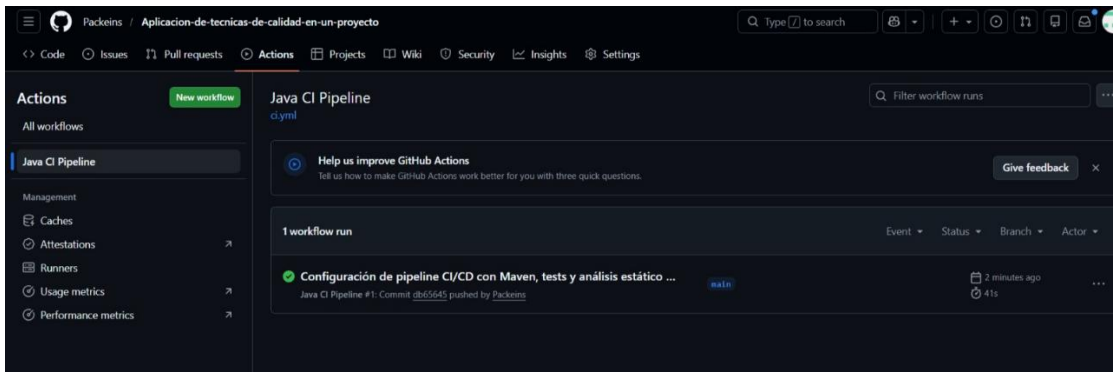 Packeins / Aplicacion-de-tecnicas-de-calidad-en-un-proyecto
Type / to search
Code Issues Pull requests Actions Projects Wiki Security Insights Settings
Actions
New workflow
All workflows
Java CI Pipeline
Management
Caches
Attestations
Runners
Usage metrics
Performance metrics
Java CI Pipeline
ci.yml
Filter workflow runs
Help us improve GitHub Actions
Tell us how to make GitHub Actions work better for you with three quick questions.
Give feedback
1 workflow run
Event Status Branch Actor
Configuración de pipeline CI/CD con Maven, tests y análisis estático ...
Java CI Pipeline #1: Commit db65645 pushed by Packeins
main
2 minutes ago
41s